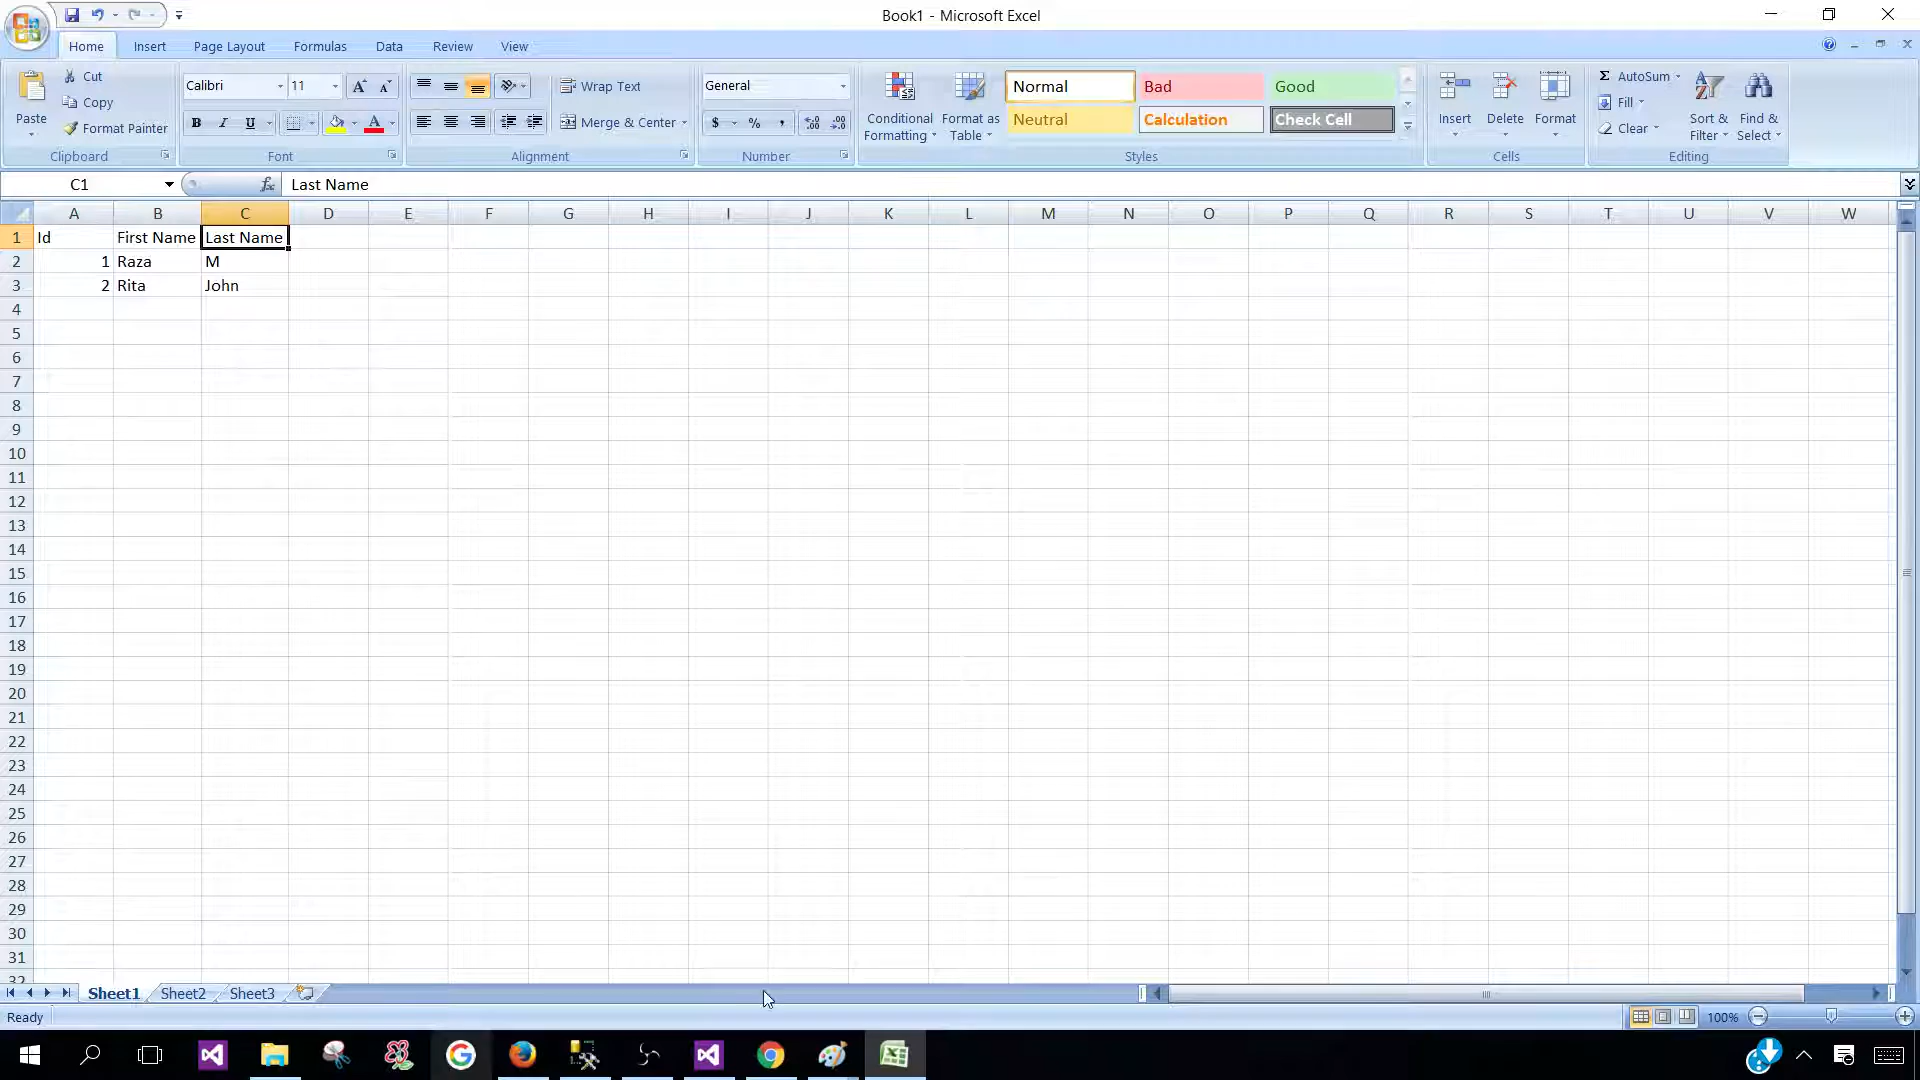 Book1 - Microsoft Excel
Home Insert Page Layout Formulas Data Review View
Paste
Cut
Copy
Format Painter
Clipboard
Calibri 11
B I U
Font
Wrap Text
Merge & Center
Alignment
General
$ % ,
Number
Conditional Formatting
Format as Table
Normal Bad Good
Neutral Calculation Check Cell
Styles
Insert Delete Format
Cells
Σ AutoSum
Fill
Clear
Sort & Filter
Find & Select
Editing
C1 fx Last Name
A B C D E F G H I J K L M N O P Q R S T U V W
1 Id First Name Last Name
2 1 Raza M
3 2 Rita John
4
5
6
7
8
9
10
11
12
13
14
15
16
17
18
19
20
21
22
23
24
25
26
27
28
29
30
31
32
Sheet1 Sheet2 Sheet3
Ready 100%